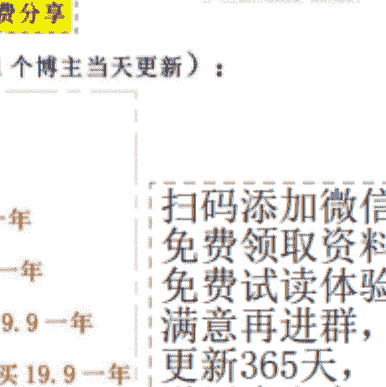 费分享
个博主当天更新）：
一年
一年
9.9 一年
买 19.9 一年
扫码添加微信
免费领取资料
免费试读体验
满意再进群，
更新365天，